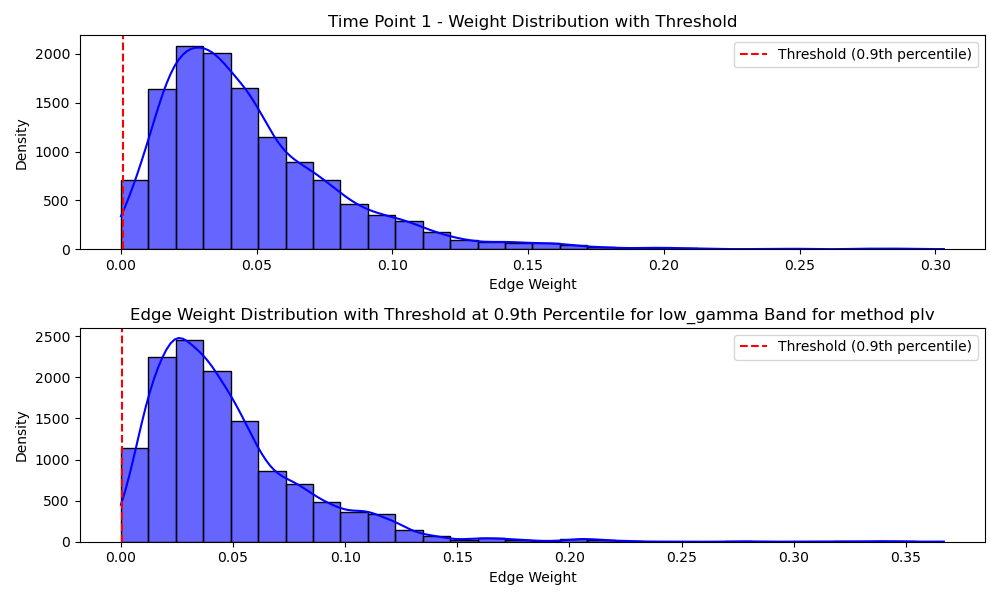 Time Point 1 - Weight Distribution with Threshold
Threshold (0.9th percentile)
Density
2000
1500
1000
500
0
0.00 0.05 0.10 0.15 0.20 0.25 0.30
Edge Weight
Edge Weight Distribution with Threshold at 0.9th Percentile for low_gamma Band for method plv
Threshold (0.9th percentile)
Density
2500
2000
1500
1000
500
0
0.00 0.05 0.10 0.15 0.20 0.25 0.30 0.35
Edge Weight